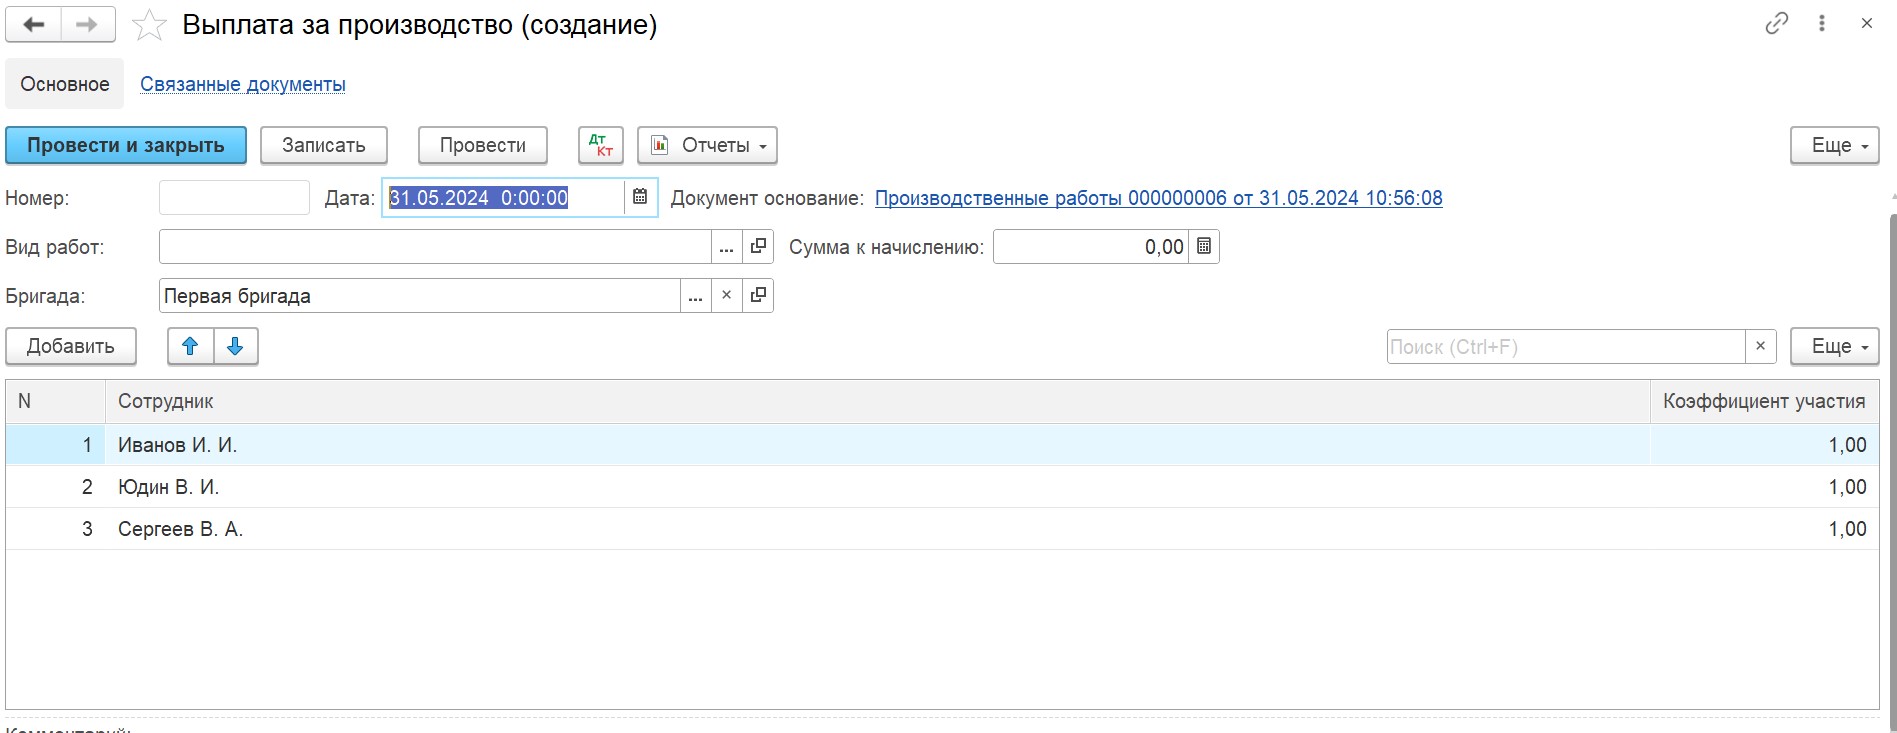 Выплата за производство (создание)
Основное Связанные документы
Провести и закрыть Записать Провести Дт Кт Отчеты Еще
Номер: Дата: 31.05.2024 0:00:00 Документ основание: Производственные работы 000000006 от 31.05.2024 10:56:08
Вид работ: ... Сумма к начислению: 0,00
Бригада: Первая бригада ... ×
Добавить Поиск (Ctrl+F) × Еще
N Сотрудник Коэффициент участия
1 Иванов И. И. 1,00
2 Юдин В. И. 1,00
3 Сергеев В. А. 1,00
Комментарий: